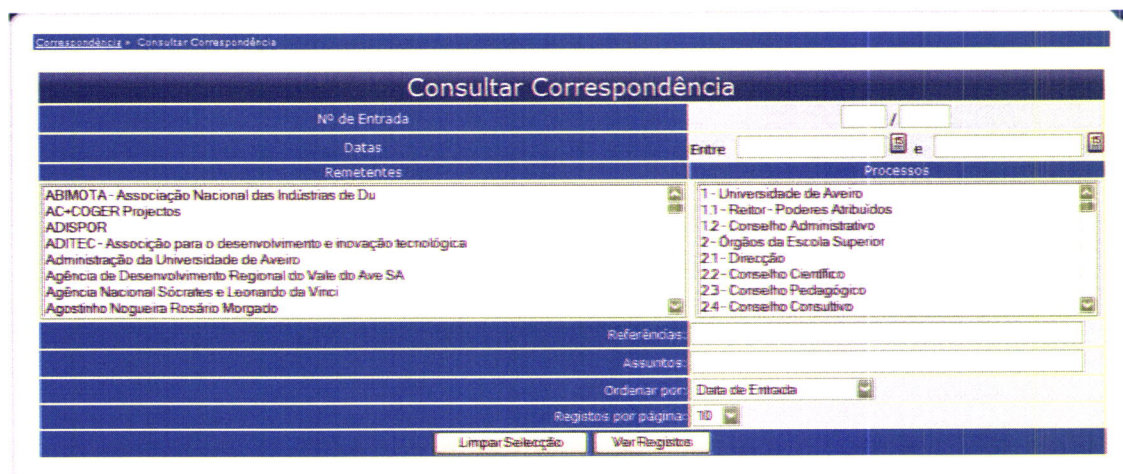 Correspondência » Consultar Correspondência
Consultar Correspondência
Nº de Entrada /
Datas Entre e
Remetentes Processos
ABIMOTA - Associação Nacional das Indústrias de Du
AC+COGER Projectos
ADISPOR
ADITEC - Associção para o desenvolvimento e inovação tecnológica
Administração da Universidade de Aveiro
Agência de Desenvolvimento Regional do Vale do Ave SA
Agência Nacional Sócrates e Leonardo da Vinci
Agostinho Nogueira Rosário Morgado
1 - Universidade de Aveiro
1.1 - Reitor - Poderes Atribuídos
1.2 - Conselho Administrativo
2 - Órgãos da Escola Superior
2.1 - Direcção
2.2 - Conselho Científico
2.3 - Conselho Pedagógico
2.4 - Conselho Consultivo
Referências:
Assuntos:
Ordenar por: Data de Entrada
Registos por página: 10
Limpar Selecção Ver Registos